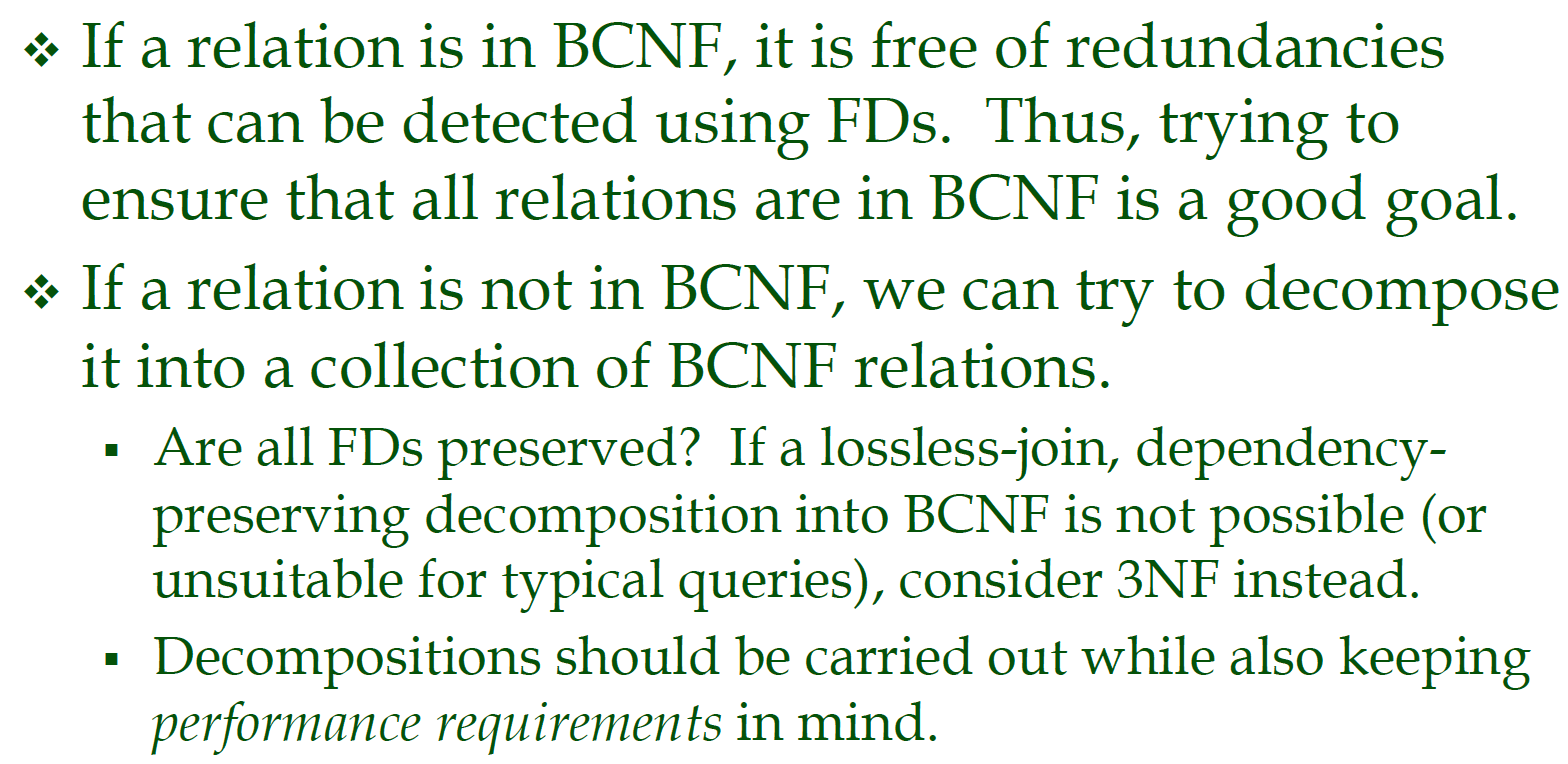 ❖ If a relation is in BCNF, it is free of redundancies
that can be detected using FDs.  Thus, trying to
ensure that all relations are in BCNF is a good goal.
❖ If a relation is not in BCNF, we can try to decompose
it into a collection of BCNF relations.
▪ Are all FDs preserved?  If a lossless-join, dependency-
preserving decomposition into BCNF is not possible (or
unsuitable for typical queries), consider 3NF instead.
▪ Decompositions should be carried out while also keeping
performance requirements in mind.